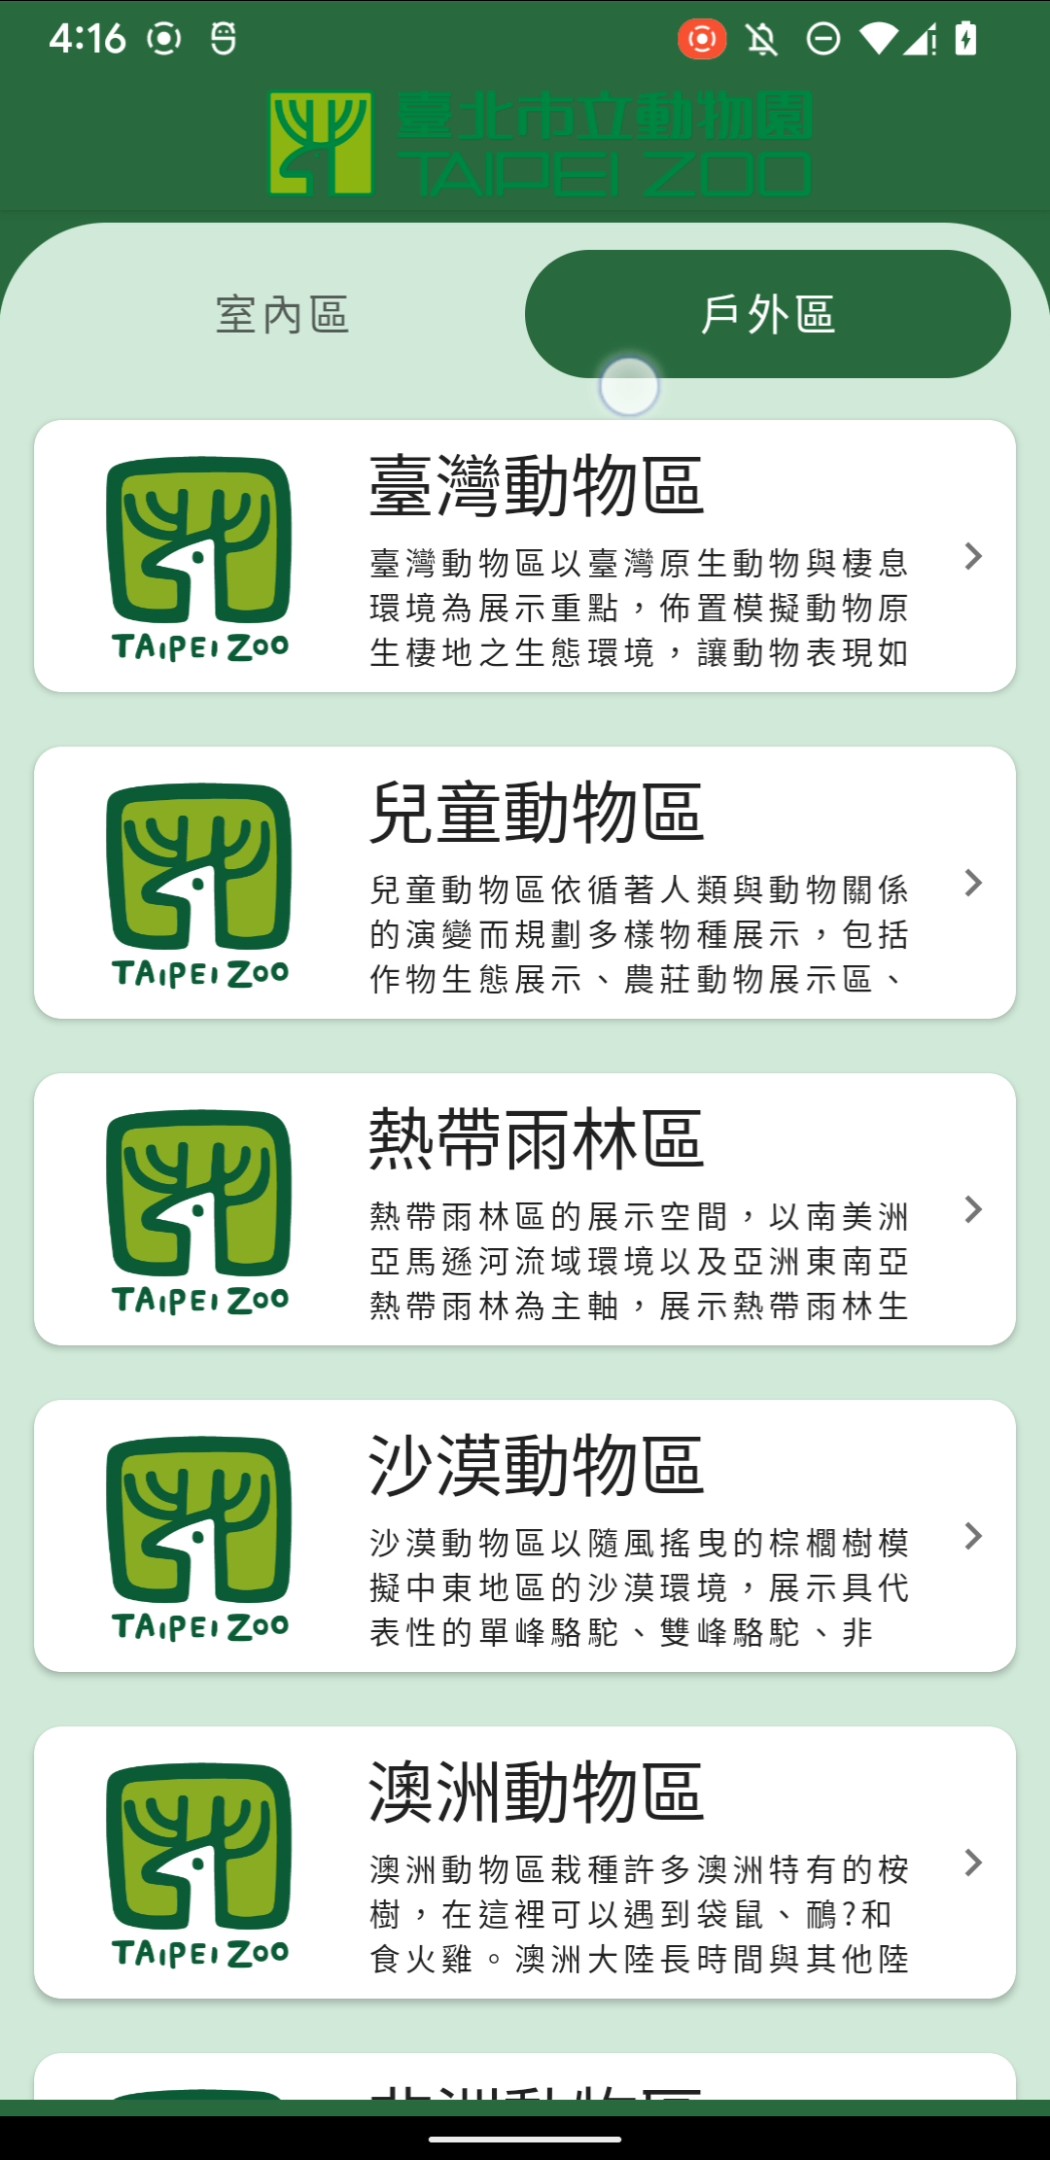 4:16
臺北市立動物園
TAIPEI ZOO
室內區
戶外區
臺灣動物區
臺灣動物區以臺灣原生動物與棲息
環境為展示重點，佈置模擬動物原
生棲地之生態環境，讓動物表現如
TAIPEI ZOO
兒童動物區
兒童動物區依循著人類與動物關係
的演變而規劃多樣物種展示，包括
作物生態展示、農莊動物展示區、
TAIPEI ZOO
熱帶雨林區
熱帶雨林區的展示空間，以南美洲
亞馬遜河流域環境以及亞洲東南亞
熱帶雨林為主軸，展示熱帶雨林生
TAIPEI ZOO
沙漠動物區
沙漠動物區以隨風搖曳的棕櫚樹模
擬中東地區的沙漠環境，展示具代
表性的單峰駱駝、雙峰駱駝、非
TAIPEI ZOO
澳洲動物區
澳洲動物區栽種許多澳洲特有的桉
樹，在這裡可以遇到袋鼠、鴯?和
食火雞。澳洲大陸長時間與其他陸
TAIPEI ZOO
非洲動物區